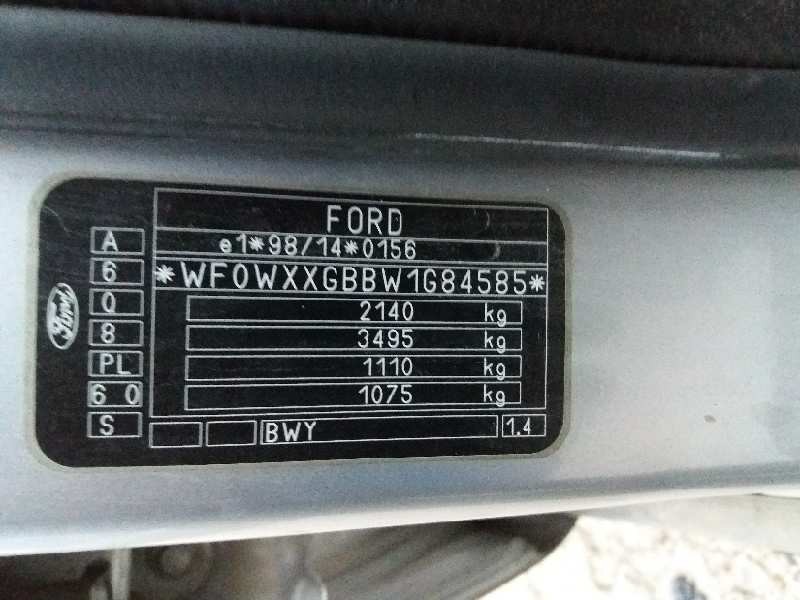 FORD
e1*98/14*0156
*WF0WXXGBBW1G84585*
2140 kg
3495 kg
1110 kg
1075 kg
BWY 1.4
A
6
0
8
PL
6 0
S
Ford